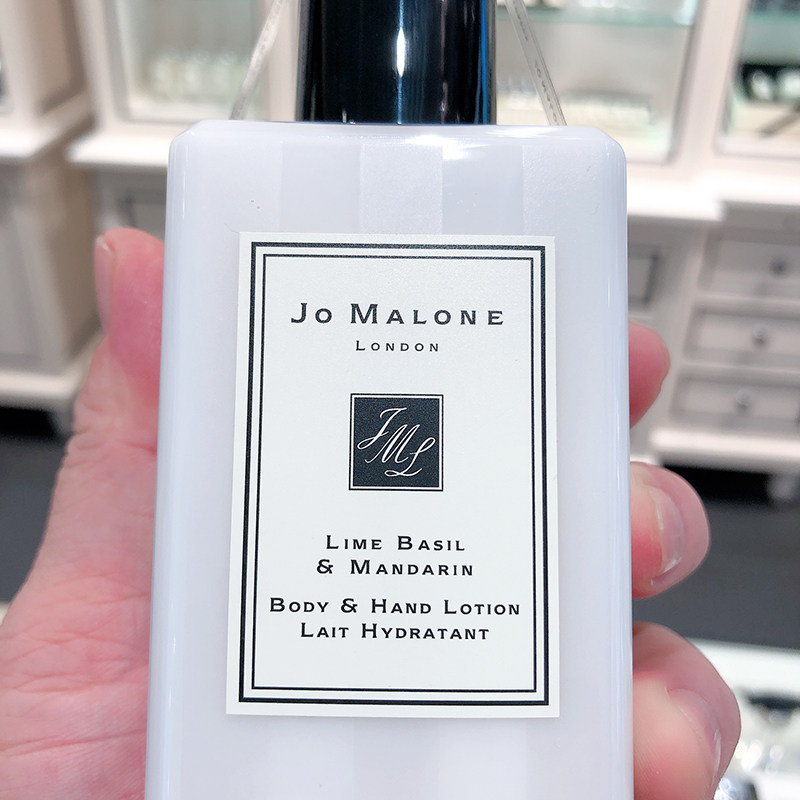 Jo Malone
London
JML
Lime Basil
& Mandarin
Body & Hand Lotion
Lait Hydratant